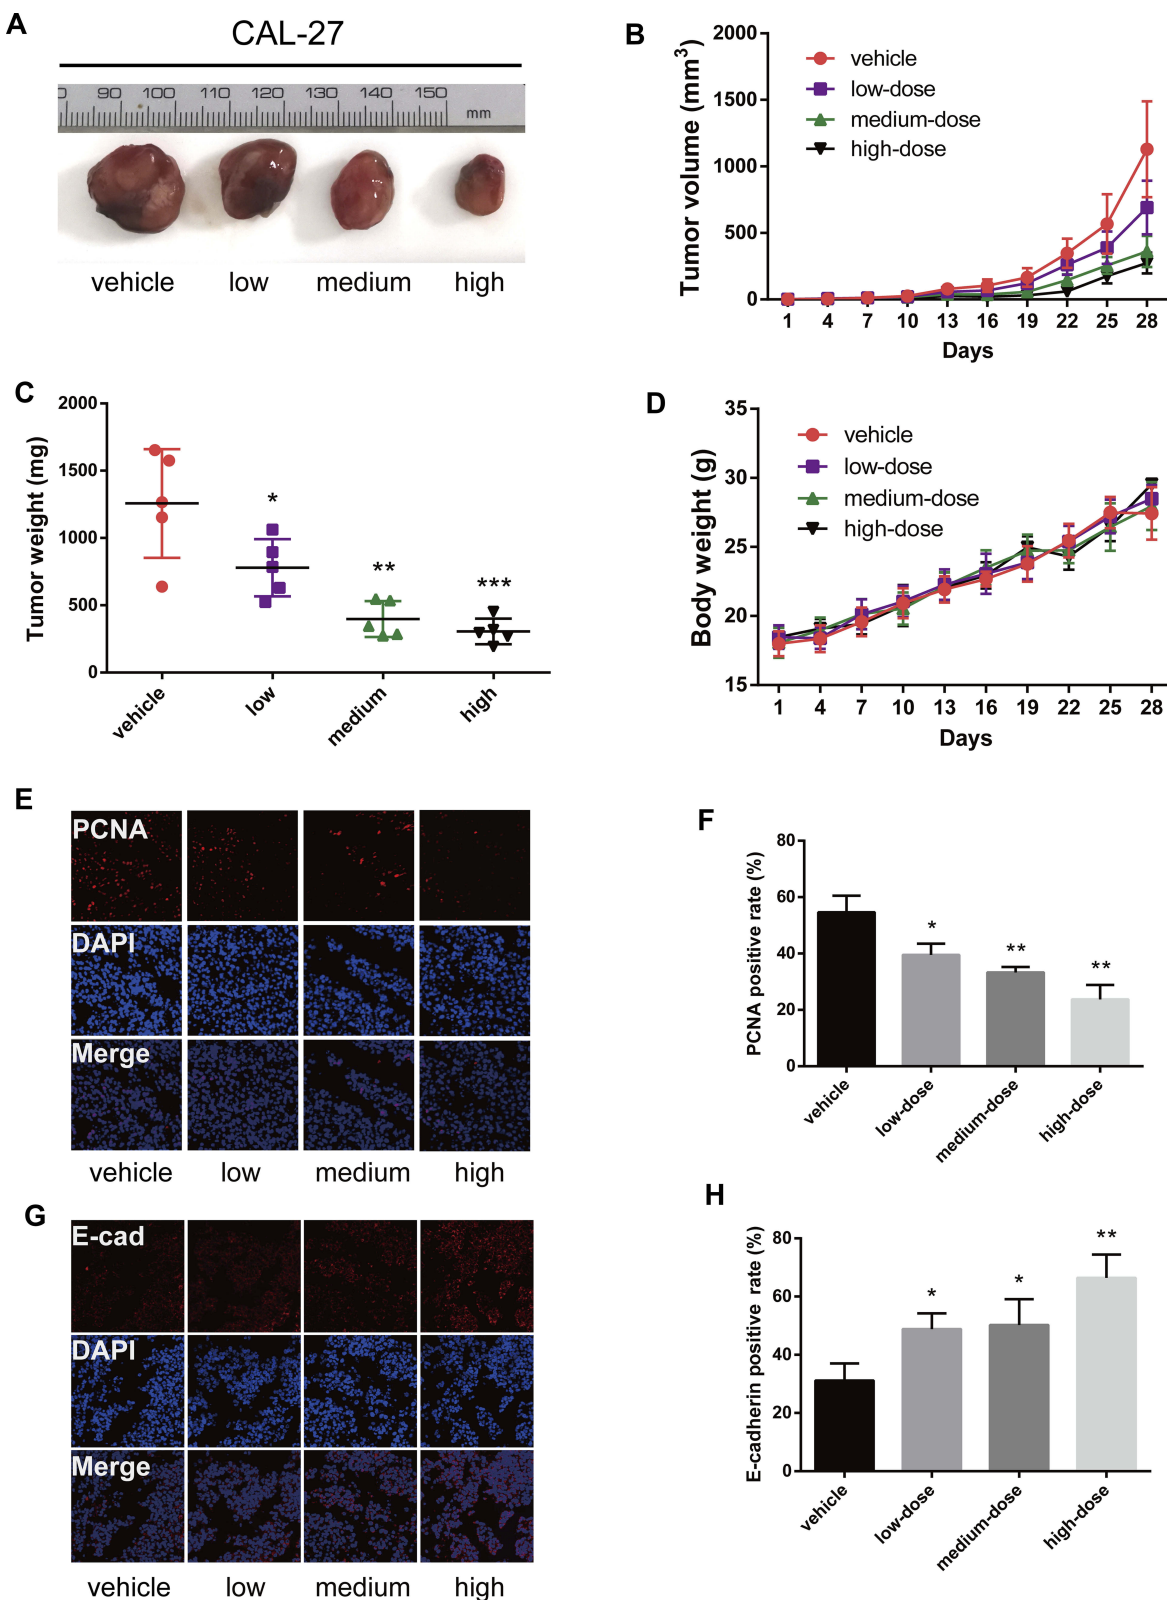 A
CAL-27
0 90 100 110 120 130 140 150 mm
vehicle low medium high
B
Tumor volume (mm³)
2000
1500
1000
500
0
vehicle
low-dose
medium-dose
high-dose
1 4 7 10 13 16 19 22 25 28
Days
C
Tumor weight (mg)
2000
1500
1000
500
0
*
**
***
vehicle low medium high
D
Body weight (g)
35
30
25
20
15
vehicle
low-dose
medium-dose
high-dose
1 4 7 10 13 16 19 22 25 28
Days
E
PCNA
DAPI
Merge
vehicle low medium high
F
PCNA positive rate (%)
80
60
40
20
0
*
**
**
vehicle low-dose medium-dose high-dose
G
E-cad
DAPI
Merge
vehicle low medium high
H
E-cadherin positive rate (%)
80
60
40
20
0
*
*
**
vehicle low-dose medium-dose high-dose